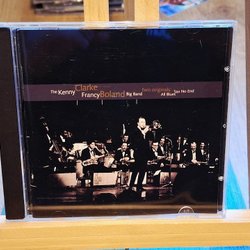 The Kenny Clarke
Francy Boland Big Band
two originals
Sax No End
All Blues